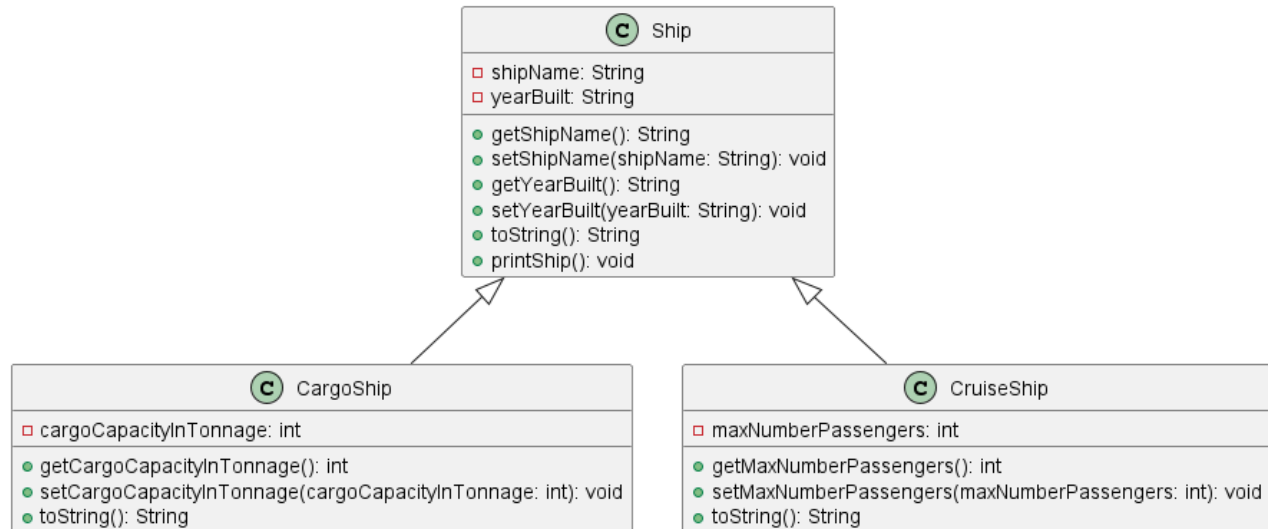 C Ship
shipName: String
yearBuilt: String
getShipName(): String
setShipName(shipName: String): void
getYearBuilt(): String
setYearBuilt(yearBuilt: String): void
toString(): String
printShip(): void
C CargoShip
cargoCapacityInTonnage: int
getCargoCapacityInTonnage(): int
setCargoCapacityInTonnage(cargoCapacityInTonnage: int): void
toString(): String
C CruiseShip
maxNumberPassengers: int
getMaxNumberPassengers(): int
setMaxNumberPassengers(maxNumberPassengers: int): void
toString(): String